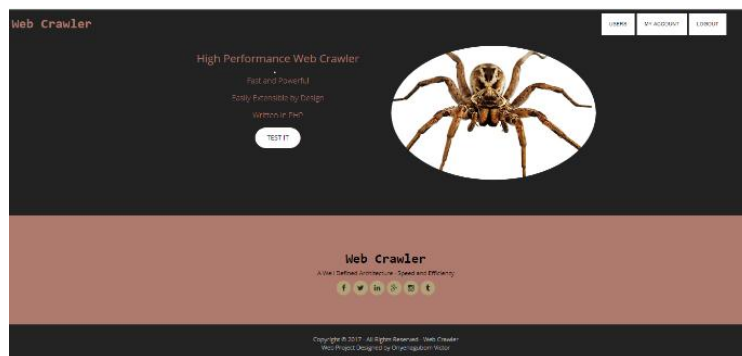 Web Crawler
USERS MY ACCOUNT LOGOUT
High Performance Web Crawler
Fast and Powerful
Easily Extensible by Design
Written in PHP
TEST IT
Web Crawler
A Well Defined Architecture - Speed and Efficiency
Copyright © 2017 - All Rights Reserved - Web Crawler
Web Project Designed by Onyenagubom Victor